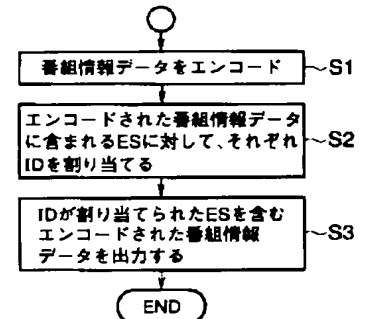 番組情報データをエンコード
S1
エンコードされた番組情報データ
に含まれるESに対して、それぞれ
IDを割り当てる
S2
IDが割り当てられたESを含む
エンコードされた番組情報
データを出力する
S3
END